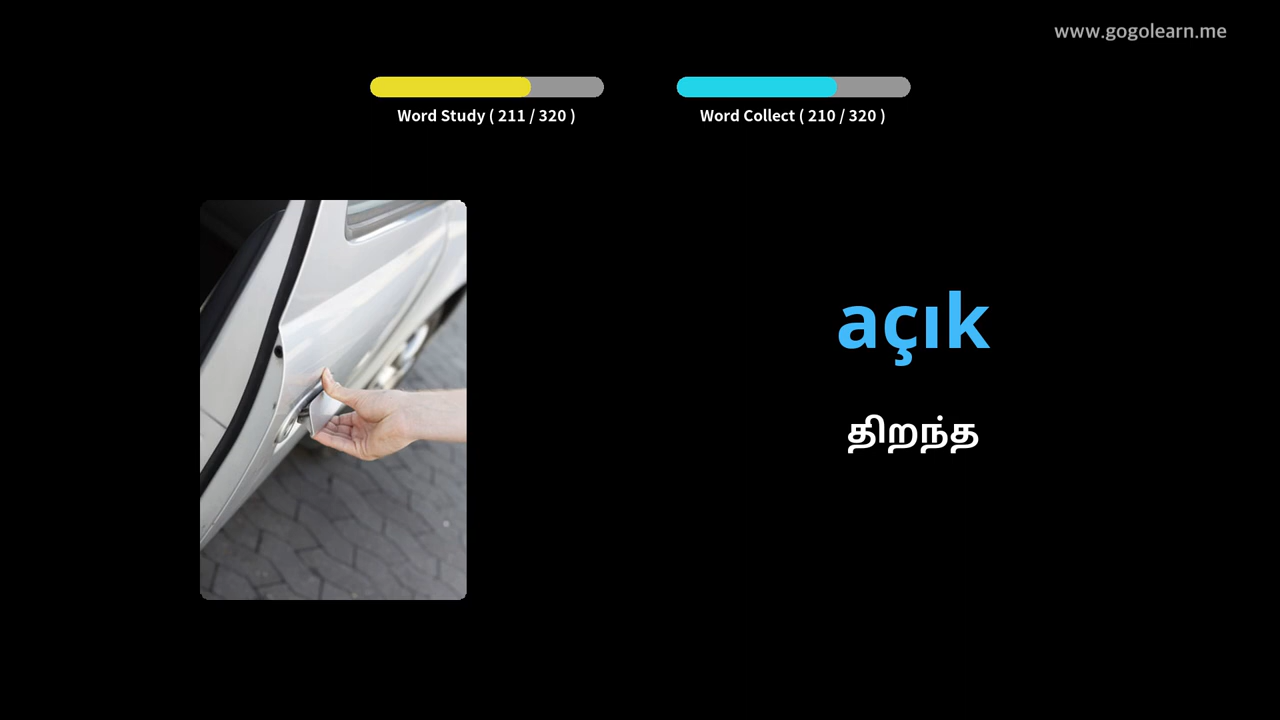 www.gogolearn.me
Word Study ( 211 / 320 )
Word Collect ( 210 / 320 )
açık
திறந்த